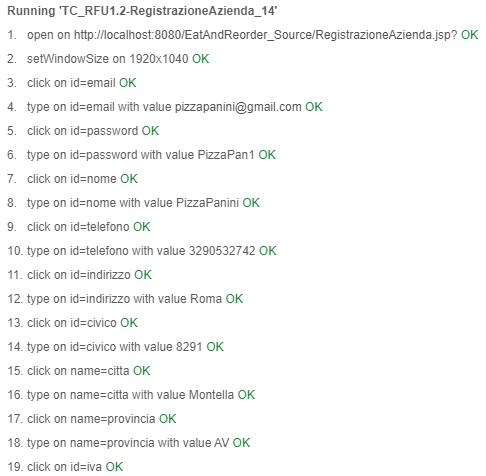 Running 'TC_RFU1.2-RegistrazioneAzienda_14'
1. open on http://localhost:8080/EatAndReorder_Source/RegistrazioneAzienda.jsp? OK
2. setWindowSize on 1920x1040 OK
3. click on id=email OK
4. type on id=email with value pizzapanini@gmail.com OK
5. click on id=password OK
6. type on id=password with value PizzaPan1 OK
7. click on id=nome OK
8. type on id=nome with value PizzaPanini OK
9. click on id=telefono OK
10. type on id=telefono with value 3290532742 OK
11. click on id=indirizzo OK
12. type on id=indirizzo with value Roma OK
13. click on id=civico OK
14. type on id=civico with value 8291 OK
15. click on name=citta OK
16. type on name=citta with value Montella OK
17. click on name=provincia OK
18. type on name=provincia with value AV OK
19. click on id=iva OK